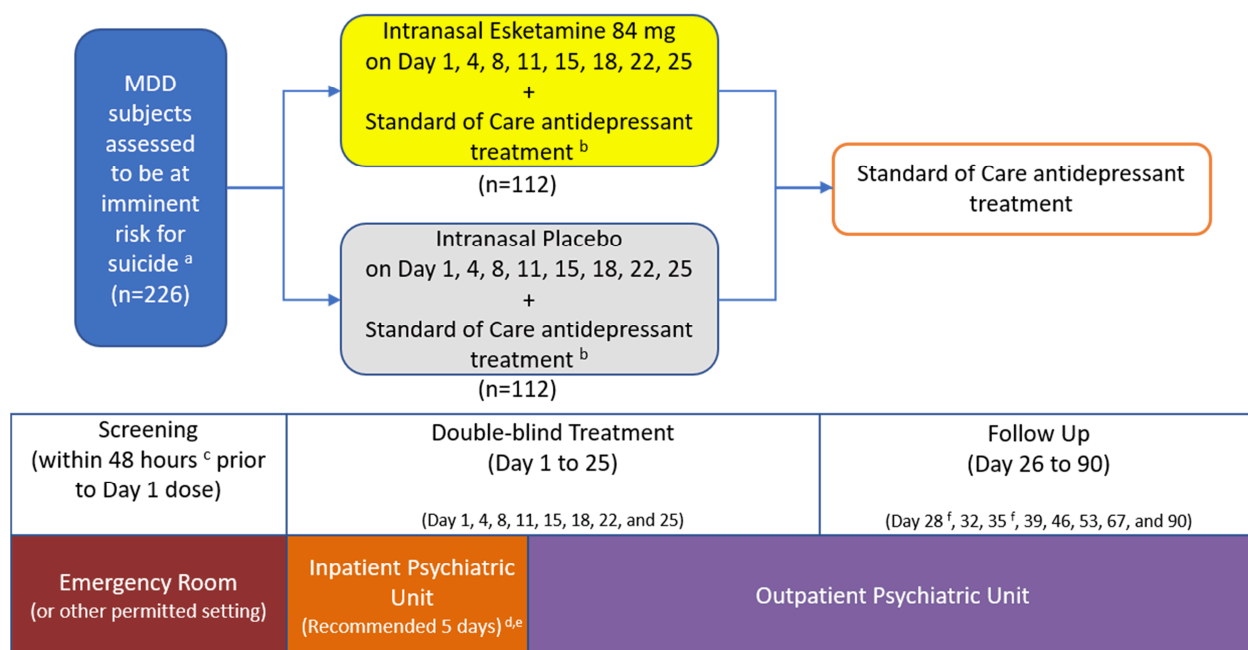 MDD
subjects
assessed
to be at
imminent
risk for
suicide a
(n=226)
Intranasal Esketamine 84 mg
on Day 1, 4, 8, 11, 15, 18, 22, 25
+
Standard of Care antidepressant
treatment b
(n=112)
Intranasal Placebo
on Day 1, 4, 8, 11, 15, 18, 22, 25
+
Standard of Care antidepressant
treatment b
(n=112)
Standard of Care antidepressant
treatment
Screening
(within 48 hours c prior
to Day 1 dose)
Double-blind Treatment
(Day 1 to 25)
(Day 1, 4, 8, 11, 15, 18, 22, and 25)
Follow Up
(Day 26 to 90)
(Day 28 f, 32, 35 f, 39, 46, 53, 67, and 90)
Emergency Room
(or other permitted setting)
Inpatient Psychiatric
Unit
(Recommended 5 days) d,e
Outpatient Psychiatric Unit